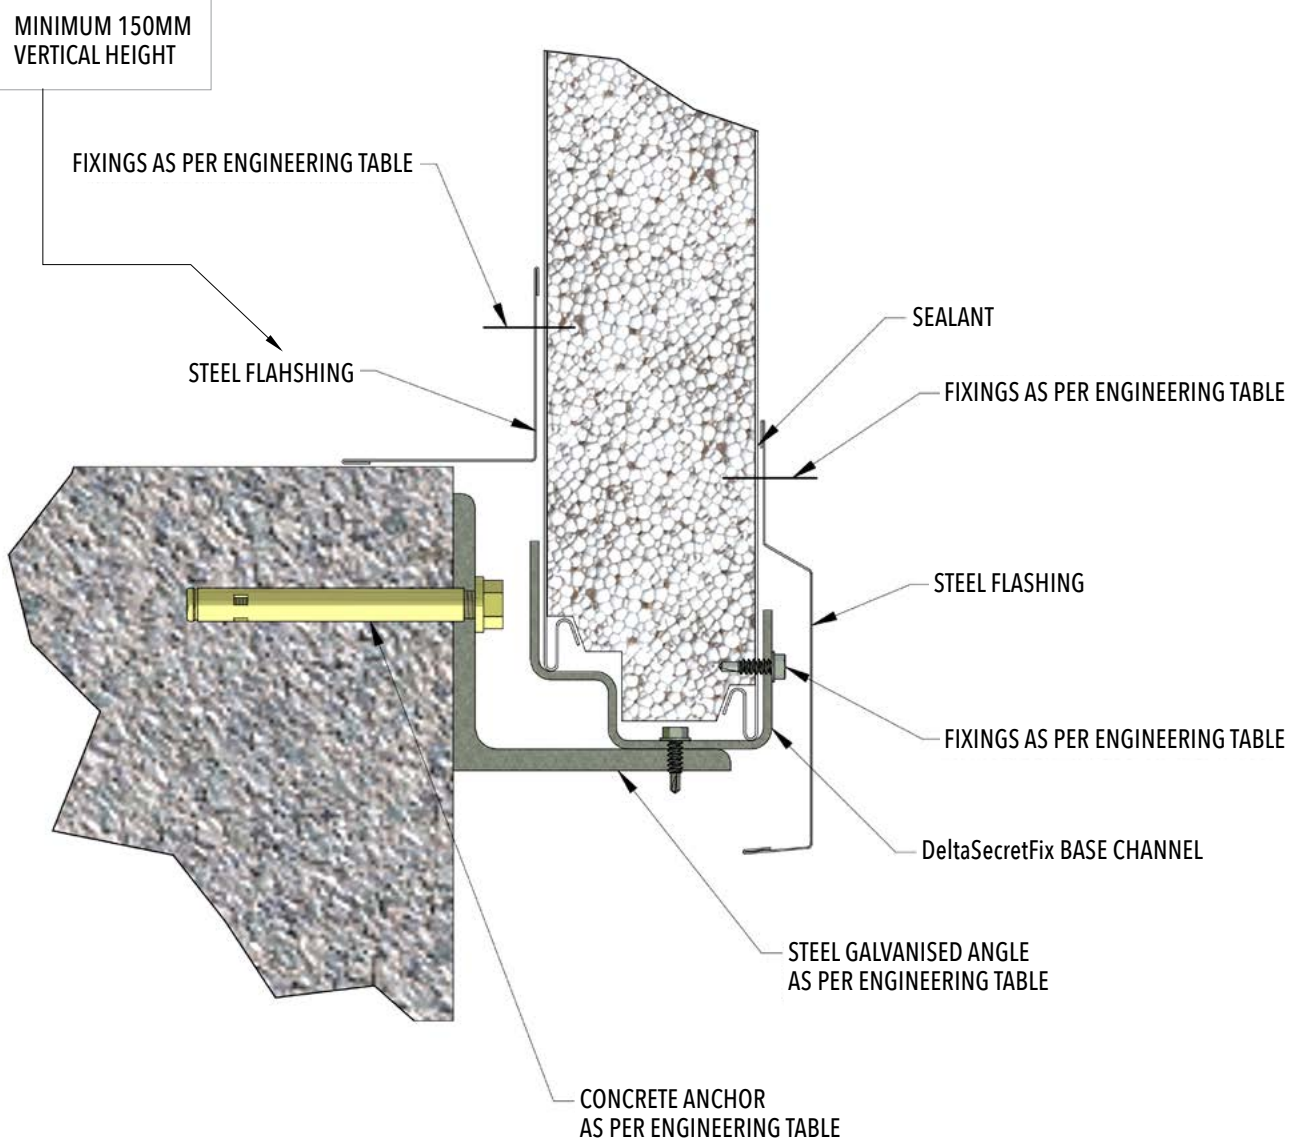 MINIMUM 150MM
VERTICAL HEIGHT
FIXINGS AS PER ENGINEERING TABLE
SEALANT
STEEL FLAHSHING
FIXINGS AS PER ENGINEERING TABLE
STEEL FLASHING
FIXINGS AS PER ENGINEERING TABLE
DeltaSecretFix BASE CHANNEL
STEEL GALVANISED ANGLE
AS PER ENGINEERING TABLE
CONCRETE ANCHOR
AS PER ENGINEERING TABLE